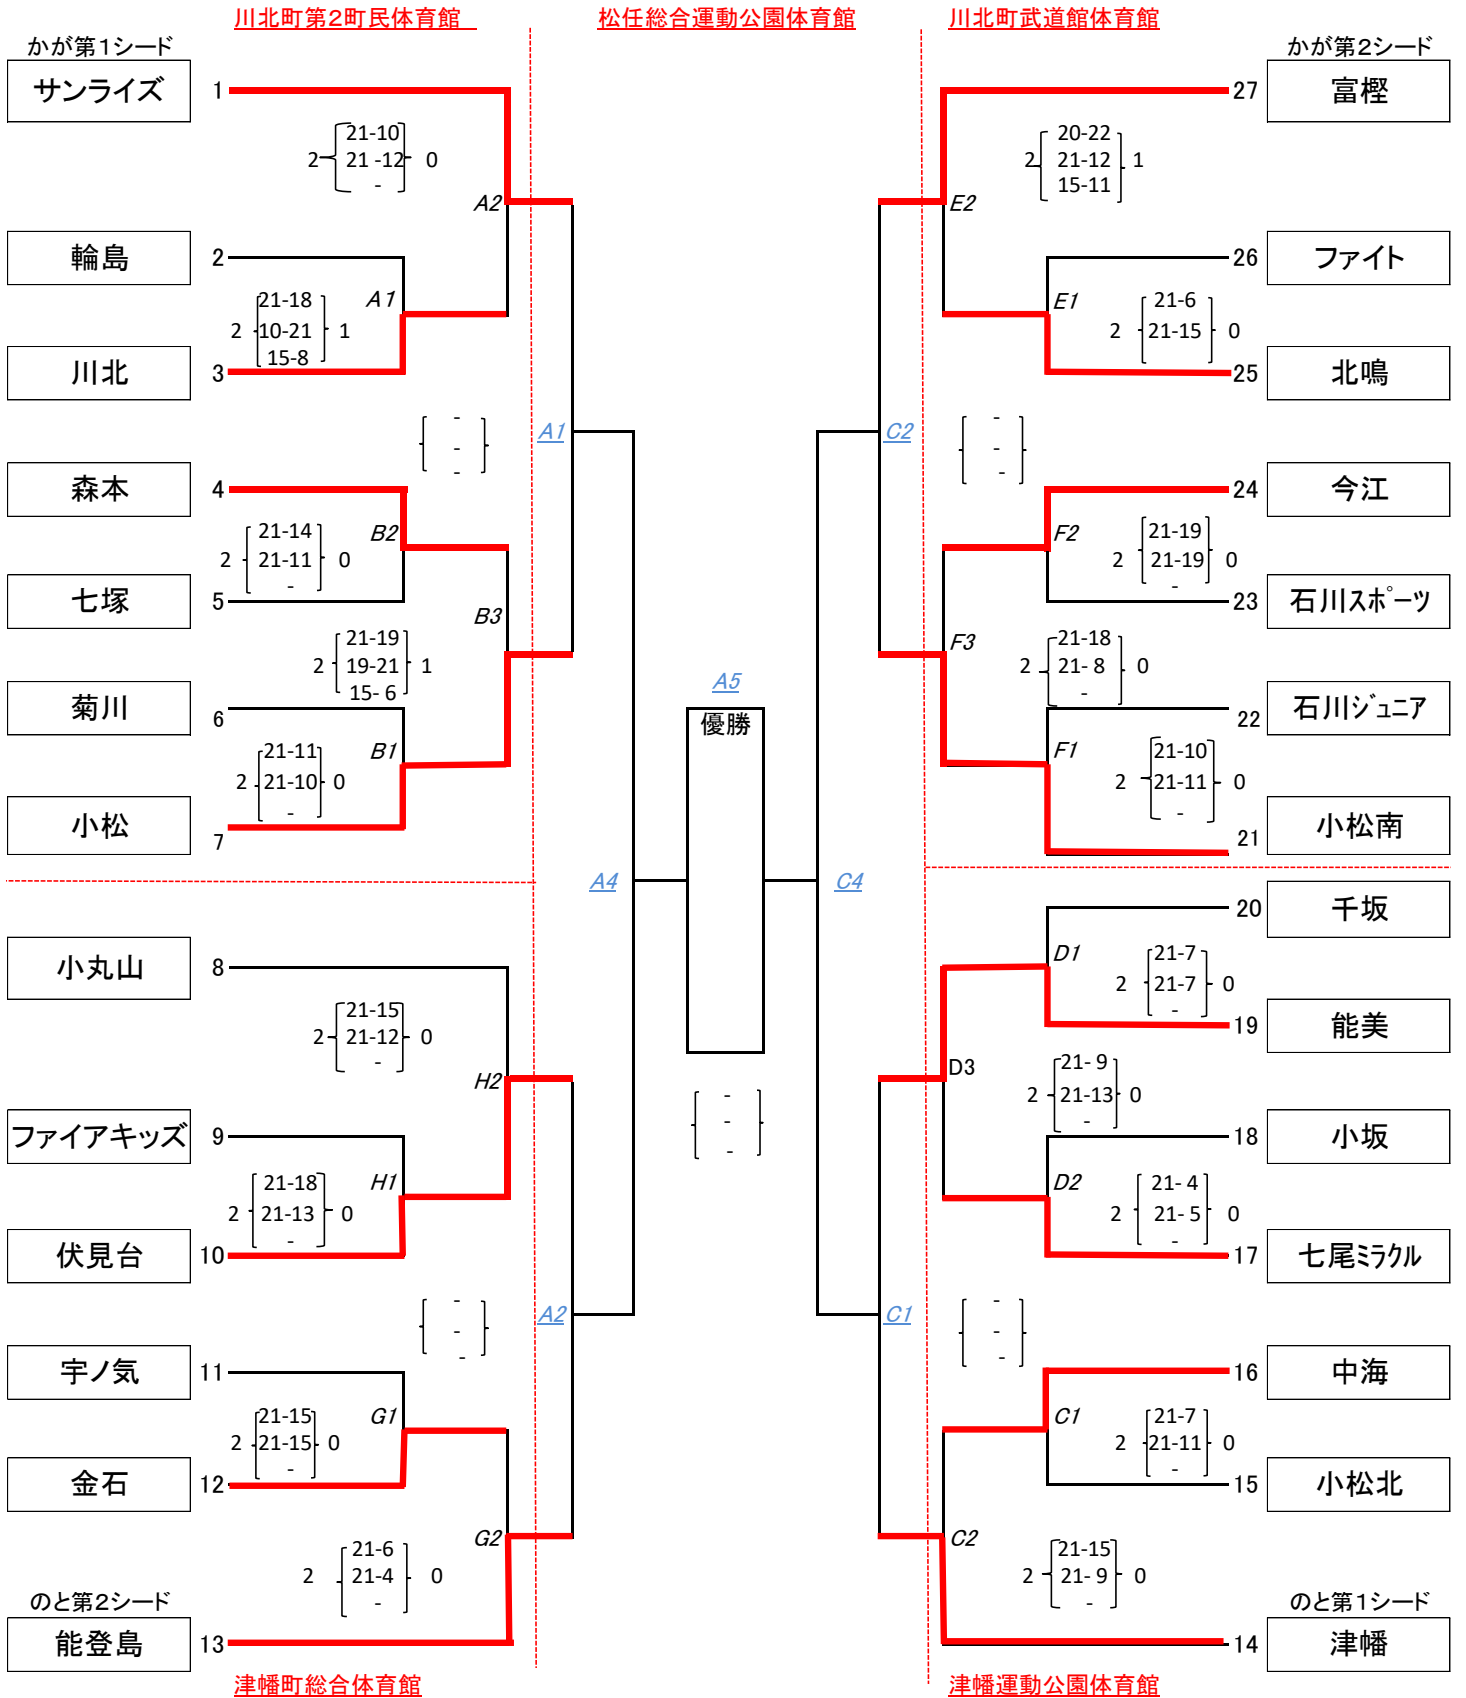 川北町第2町民体育館
松任総合運動公園体育館
川北町武道館体育館
かが第1シード
サンライズ
1
21-10
2 21 -12 0
-
A2
輪島
2
A1
21-18
2 10-21 1
15-8
川北
3
-
-
-
A1
森本
4
B2
21-14
2 21-11 0
-
七塚
5
B3
21-19
2 19-21 1
15- 6
菊川
6
B1
21-11
2 21-10 0
-
小松
7
A4
小丸山
8
21-15
2 21-12 0
-
H2
ファイアキッズ
9
H1
21-18
2 21-13 0
-
伏見台
10
-
-
-
A2
宇ノ気
11
G1
21-15
2 21-15 0
-
金石
12
G2
21-6
2 21-4 0
-
のと第2シード
能登島
13
津幡町総合体育館
A5
優勝
-
-
-
かが第2シード
27
富樫
20-22
2 21-12 1
15-11
E2
26
ファイト
E1
21-6
2 21-15 0
25
北鳴
C2
-
-
-
24
今江
F2
21-19
2 21-19 0
-
23
石川スポーツ
F3
21-18
2 21- 8 0
-
22
石川ジュニア
F1
21-10
2 21-11 0
-
21
小松南
C4
20
千坂
D1
21-7
2 21-7 0
-
19
能美
D3
21- 9
2 21-13 0
-
18
小坂
D2
21- 4
2 21- 5 0
-
17
七尾ミラクル
C1
-
-
-
16
中海
C1
21-7
2 21-11 0
-
15
小松北
C2
21-15
2 21- 9 0
-
のと第1シード
14
津幡
津幡運動公園体育館